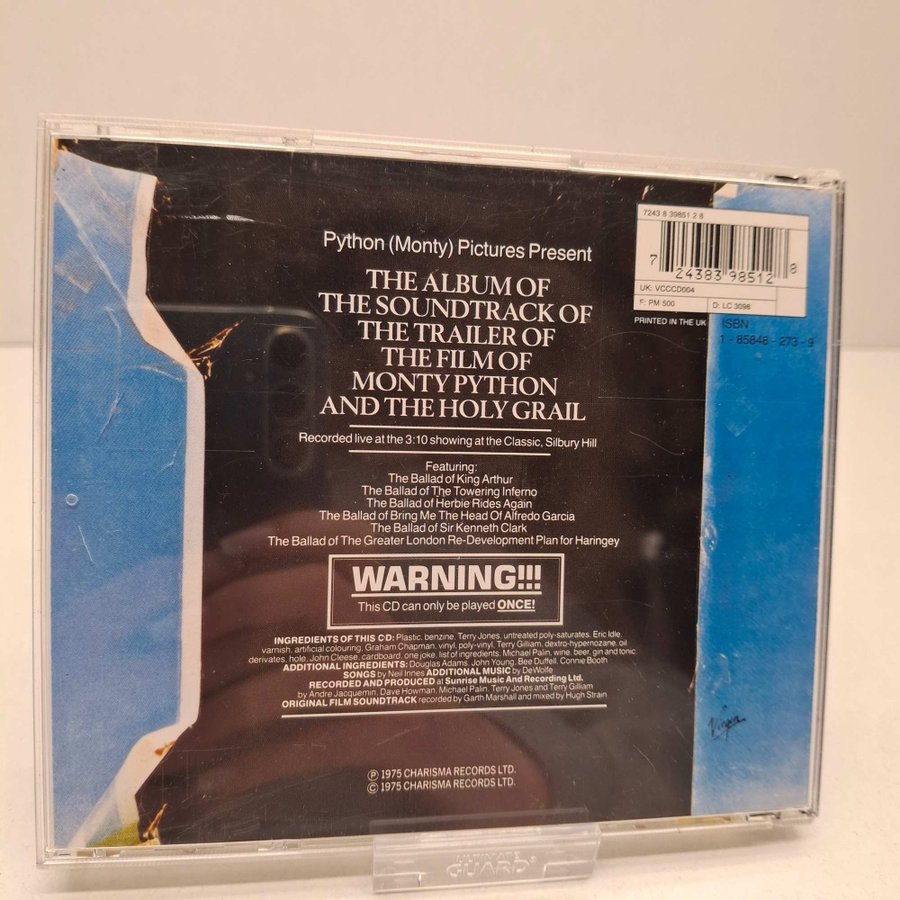 7243 8 39851 2 8
7 24383 98512 8
UK: VCCCD004
F: PM 500 D: LC 3098
PRINTED IN THE UK ISBN
1 - 85848 - 273 - 9
Python (Monty) Pictures Present
THE ALBUM OF
THE SOUNDTRACK OF
THE TRAILER OF
THE FILM OF
MONTY PYTHON
AND THE HOLY GRAIL
Recorded live at the 3:10 showing at the Classic, Silbury Hill
Featuring:
The Ballad of King Arthur
The Ballad of The Towering Inferno
The Ballad of Herbie Rides Again
The Ballad of Bring Me The Head Of Alfredo Garcia
The Ballad of Sir Kenneth Clark
The Ballad of The Greater London Re-Development Plan for Haringey
WARNING!!!
This CD can only be played ONCE!
INGREDIENTS OF THIS CD: Plastic, benzine, Terry Jones, untreated poly-saturates, Eric Idle,
varnish, artificial colouring, Graham Chapman, vinyl, poly-vinyl, Terry Gilliam, dextro-hypernozane, oil
derivates, hole, John Cleese, cardboard, one joke, list of ingredients, Michael Palin, wine, beer, gin and tonic.
ADDITIONAL INGREDIENTS: Douglas Adams, John Young, Bee Duffell, Connie Booth
SONGS by Neil Innes ADDITIONAL MUSIC by DeWolfe
RECORDED AND PRODUCED at Sunrise Music And Recording Ltd.
by Andre Jacquemin, Dave Howman, Michael Palin, Terry Jones and Terry Gilliam
ORIGINAL FILM SOUNDTRACK recorded by Garth Marshall and mixed by Hugh Strain
Virgin
Ⓟ 1975 CHARISMA RECORDS LTD.
© 1975 CHARISMA RECORDS LTD.
ULTIMATE
GUARD®